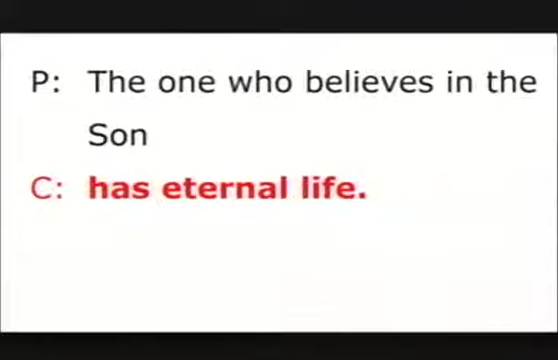 P: The one who believes in the
Son
C: has eternal life.